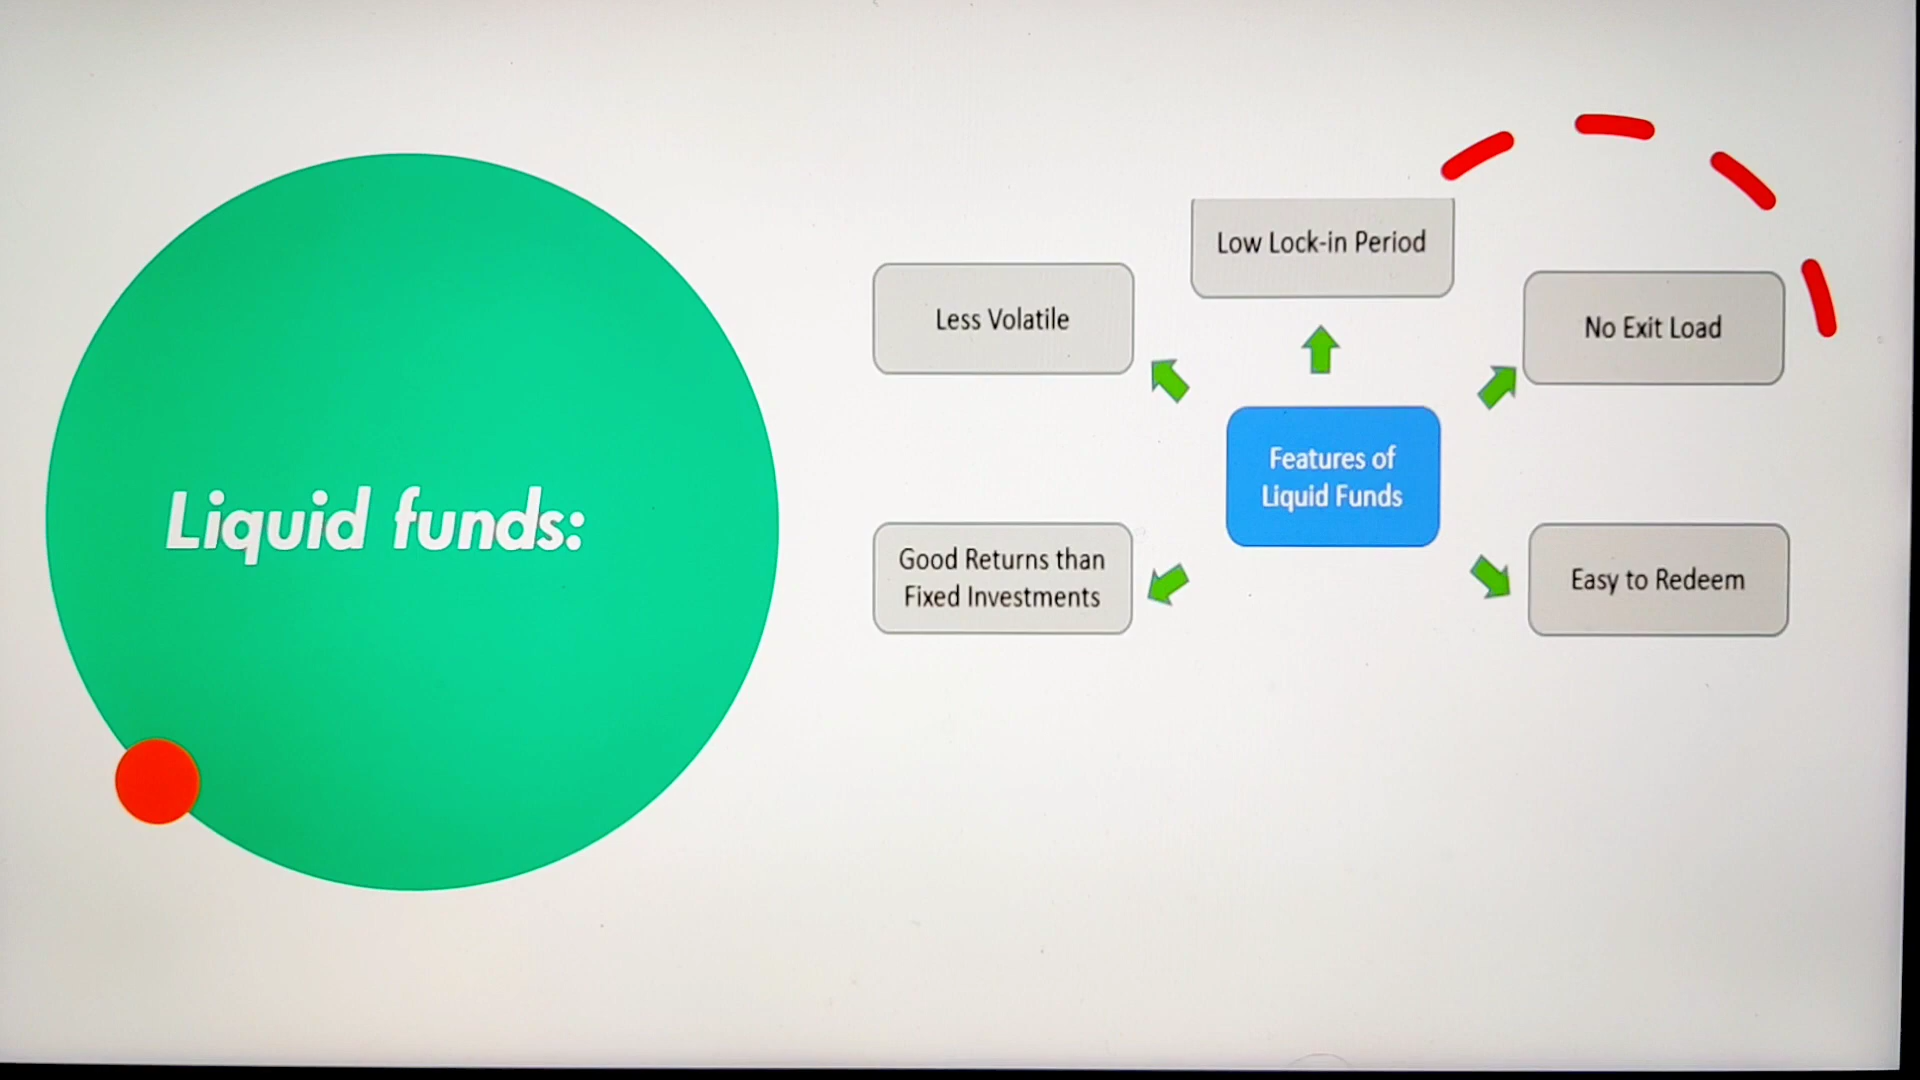 Liquid funds:
Low Lock-in Period
Less Volatile
No Exit Load
Features of
Liquid Funds
Good Returns than
Fixed Investments
Easy to Redeem